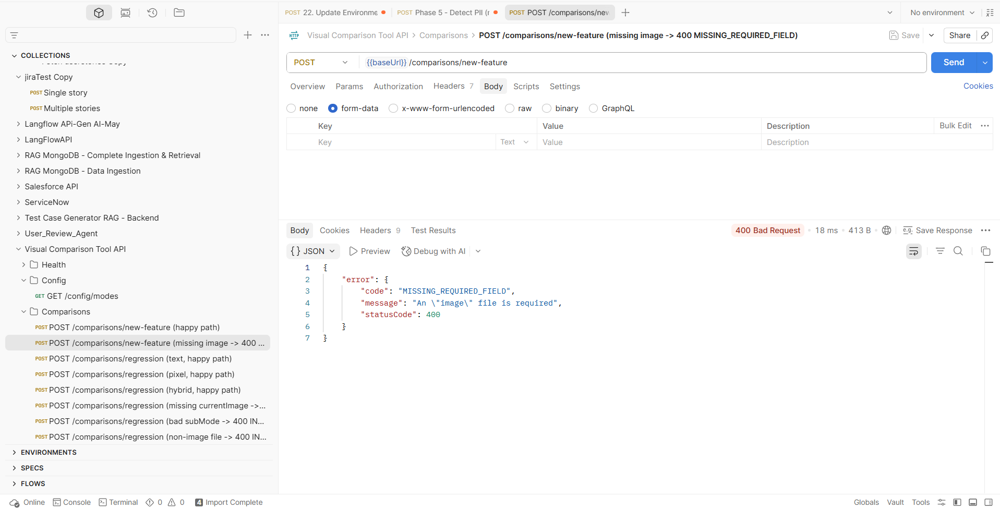 POST 22. Update Environme
POST Phase 5 - Detect PII (r
POST POST /comparisons/new
No environment
Visual Comparison Tool API > Comparisons > POST /comparisons/new-feature (missing image -> 400 MISSING_REQUIRED_FIELD)
Save
Share
POST
{{baseUrl}} /comparisons/new-feature
Send
Overview
Params
Authorization
Headers 7
Body
Scripts
Settings
Cookies
none
form-data
x-www-form-urlencoded
raw
binary
GraphQL
Key
Value
Description
Bulk Edit
Key
Text
Value
Description
COLLECTIONS
jiraTest Copy
POST Single story
POST Multiple stories
Langflow APi-Gen AI-May
LangFlowAPI
RAG MongoDB - Complete Ingestion & Retrieval
RAG MongoDB - Data Ingestion
Salesforce API
ServiceNow
Test Case Generator RAG - Backend
User_Review_Agent
Visual Comparison Tool API
Health
Config
GET GET /config/modes
Comparisons
POST POST /comparisons/new-feature (happy path)
POST POST /comparisons/new-feature (missing image -> 400 ...
POST POST /comparisons/regression (text, happy path)
POST POST /comparisons/regression (pixel, happy path)
POST POST /comparisons/regression (hybrid, happy path)
POST POST /comparisons/regression (missing currentImage ->...
POST POST /comparisons/regression (bad subMode -> 400 IN...
POST POST /comparisons/regression (non-image file -> 400 IN...
ENVIRONMENTS
SPECS
FLOWS
Body
Cookies
Headers 9
Test Results
400 Bad Request
18 ms
413 B
e.g. Save Response
{} JSON
Preview
Debug with AI
1 {
2 "error": {
3 "code": "MISSING_REQUIRED_FIELD",
4 "message": "An \"image\" file is required",
5 "statusCode": 400
6 }
7 }
Online
Console
Terminal
0
0
4 Import Complete
Globals
Vault
Tools